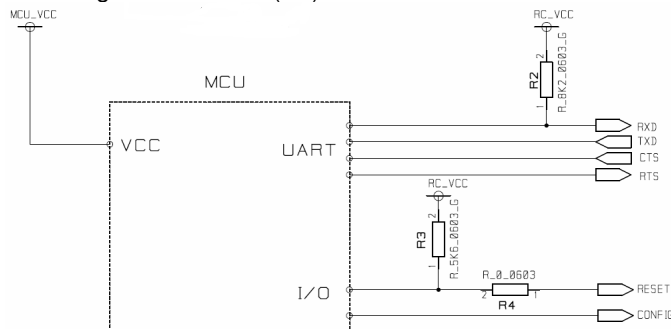 MCU_VCC
RC_VCC
MCU
R2
2
1
R_8K2_0603_G
VCC
UART
RXD
TXD
CTS
RTS
RC_VCC
R3
2
1
R_5K6_0603_G
I/O
R_0_0603
2
1
R4
RESET
CONFIG